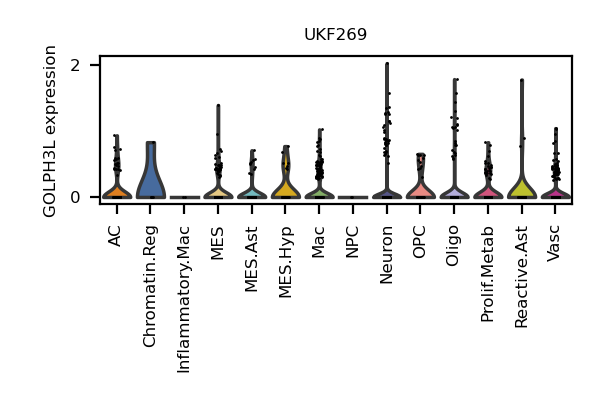 UKF269
GOLPH3L expression
2
0
AC
Chromatin.Reg
Inflammatory.Mac
MES
MES.Ast
MES.Hyp
Mac
NPC
Neuron
OPC
Oligo
Prolif.Metab
Reactive.Ast
Vasc